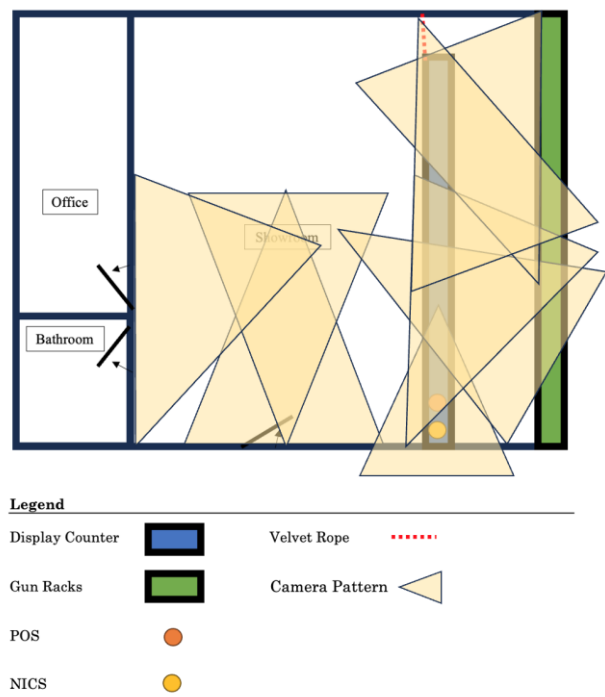 Office
Showroom
Bathroom
Legend
Display Counter
Velvet Rope
Gun Racks
Camera Pattern
POS
NICS